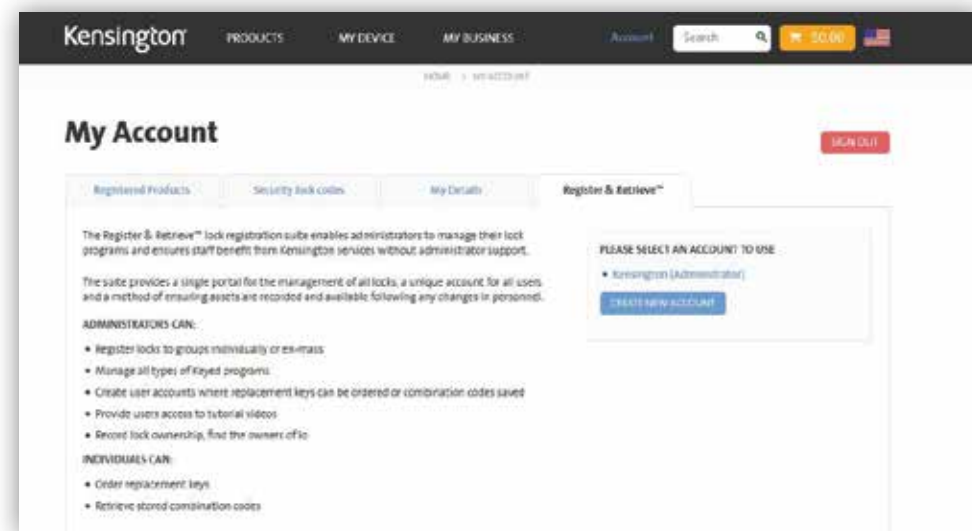 Kensington PRODUCTS MY DEVICE MY BUSINESS Account Search $0.00
HOME > MY ACCOUNT
My Account
SIGN OUT
Registered Products Security lock codes My Details Register & Retrieve™
The Register & Retrieve™ lock registration suite enables administrators to manage their lock
programs and ensures staff benefit from Kensington services without administrator support.
The suite provides a single portal for the management of all locks, a unique account for all users
and a method of ensuring assets are recorded and available following any changes in personnel.
ADMINISTRATORS CAN:
• Register locks to groups individually or en-mass
• Manage all types of Keyed programs
• Create user accounts where replacement keys can be ordered or combination codes saved
• Provide users access to tutorial videos
• Record lock ownership, find the owners of lo
INDIVIDUALS CAN:
• Order replacement keys
• Retrieve stored combination codes
PLEASE SELECT AN ACCOUNT TO USE
• Kensington (Administrator)
CREATE NEW ACCOUNT